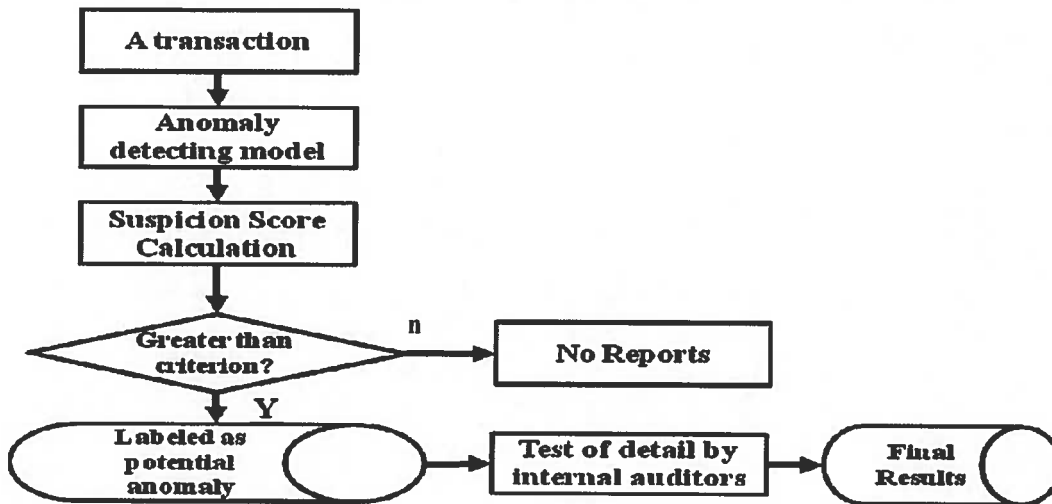 A transaction
Anomaly
detecting model
Suspicion Score
Calculation
Greater than
criterion?
n
No Reports
Y
Labeled as
potential
anomaly
Test of detail by
internal auditors
Final
Results